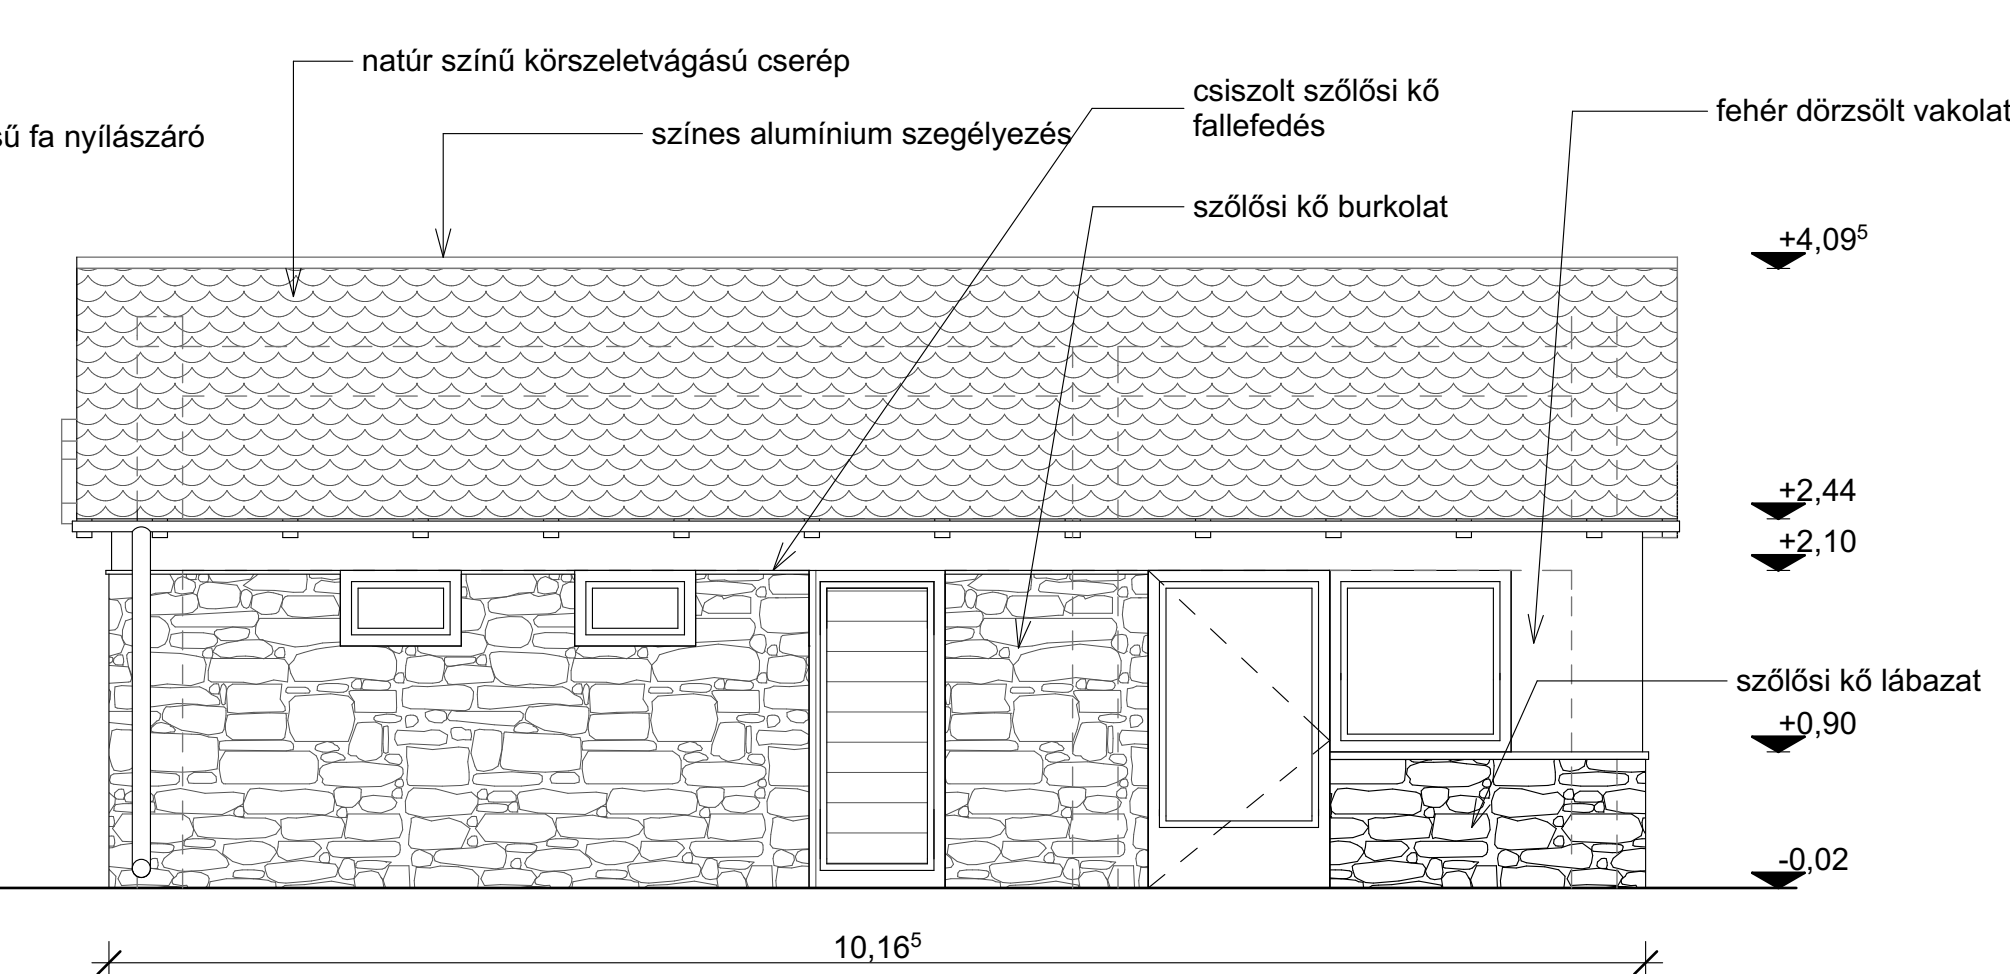 natúr színű körszeletvágású cserép
csiszolt szőlősi kő
fallefedés
fehér dörzsölt vakolat
színes alumínium szegélyezés
fa nyílászáró
szőlősi kő burkolat
+4,09⁵
+2,44
+2,10
szőlősi kő lábazat
+0,90
-0,02
10,16⁵